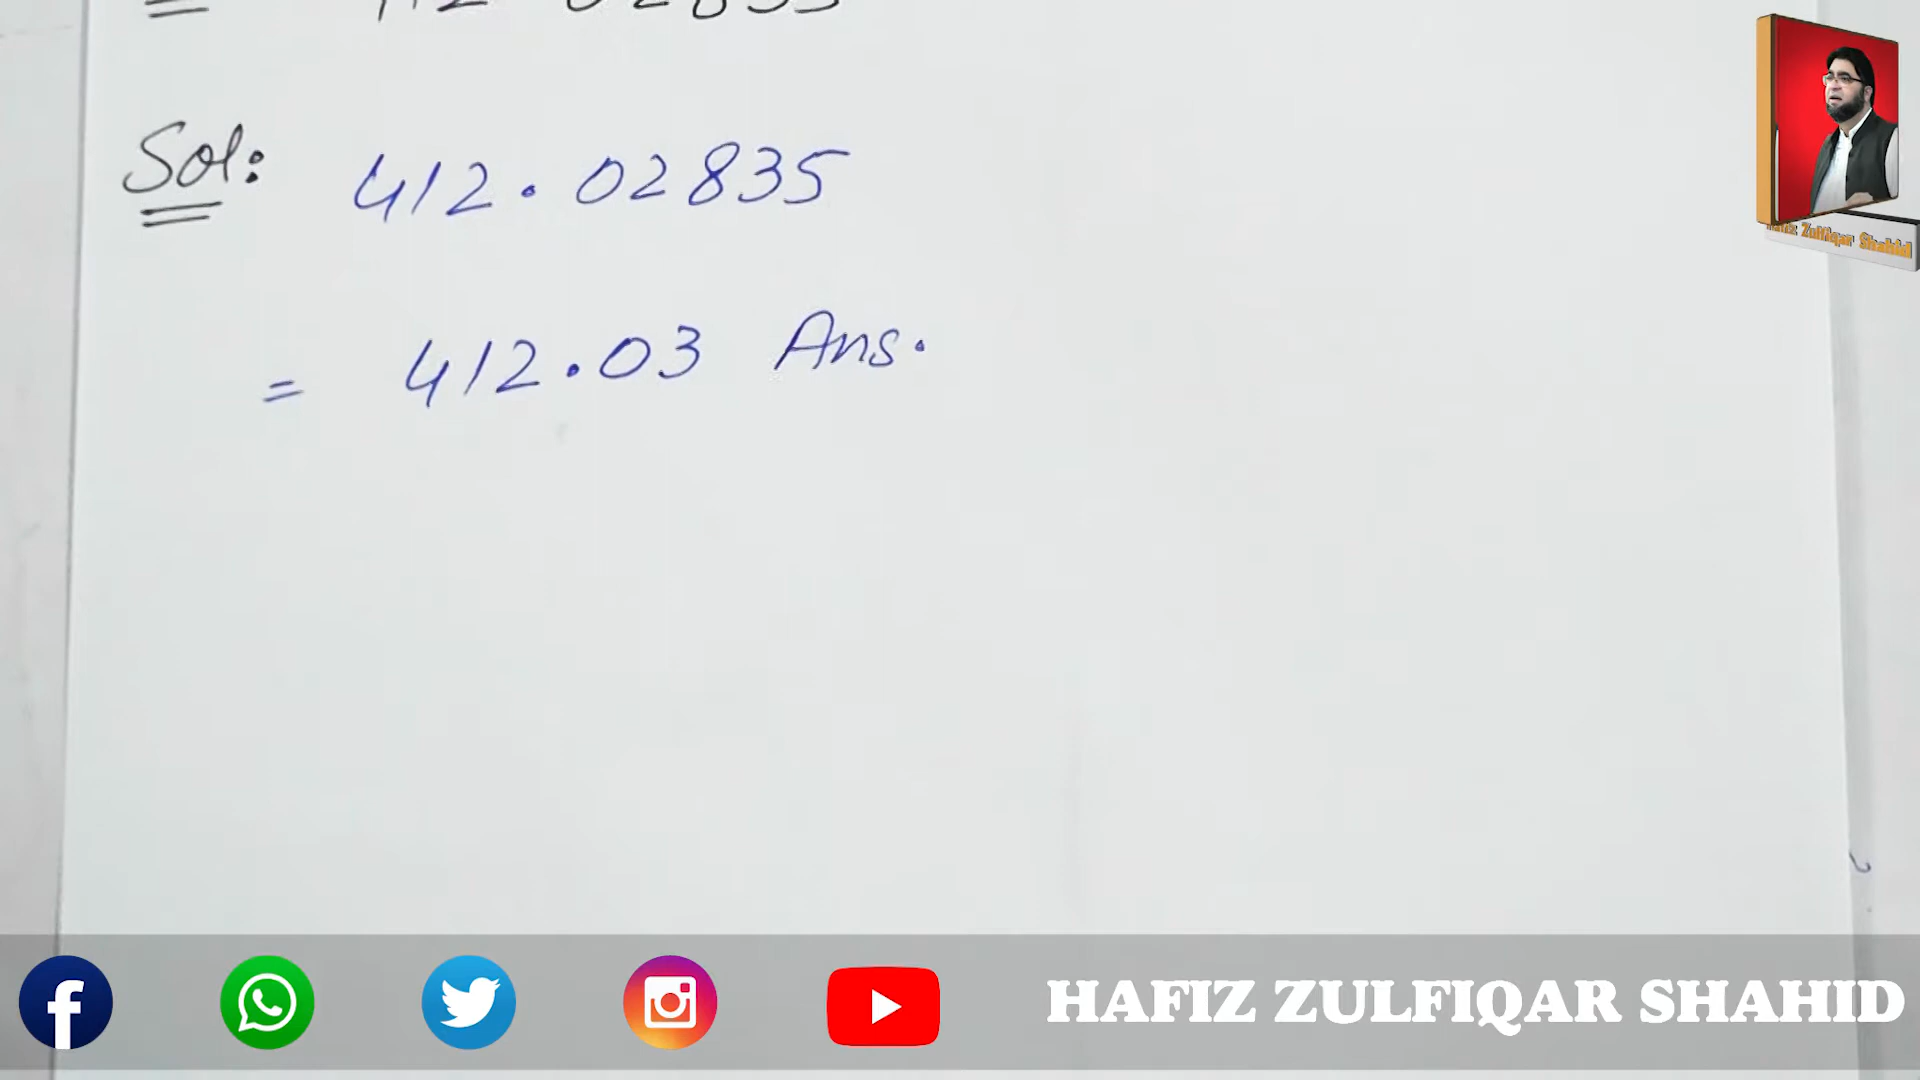 Sol: 412.02835
= 412.03 Ans.
Hafiz Zulfiqar Shahid
HAFIZ ZULFIQAR SHAHID